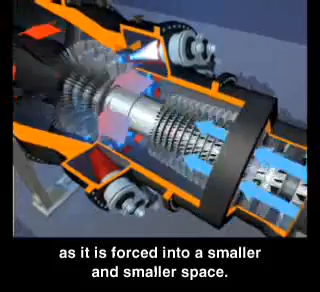 as it is forced into a smaller
and smaller space.